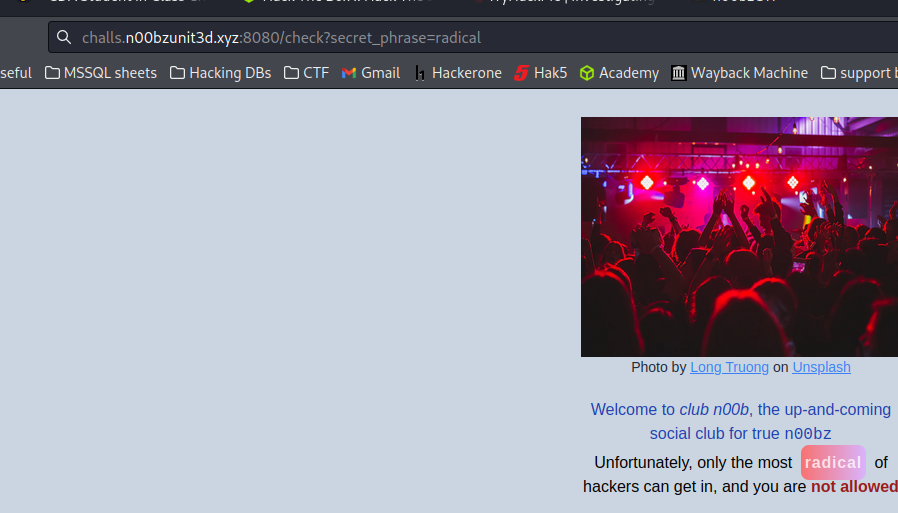 challs.n00bzunit3d.xyz:8080/check?secret_phrase=radical
seful MSSQL sheets Hacking DBs CTF Gmail Hackerone Hak5 Academy Wayback Machine support b
Photo by Long Truong on Unsplash
Welcome to club n00b, the up-and-coming
social club for true n00bz
Unfortunately, only the most radical of
hackers can get in, and you are not allowed